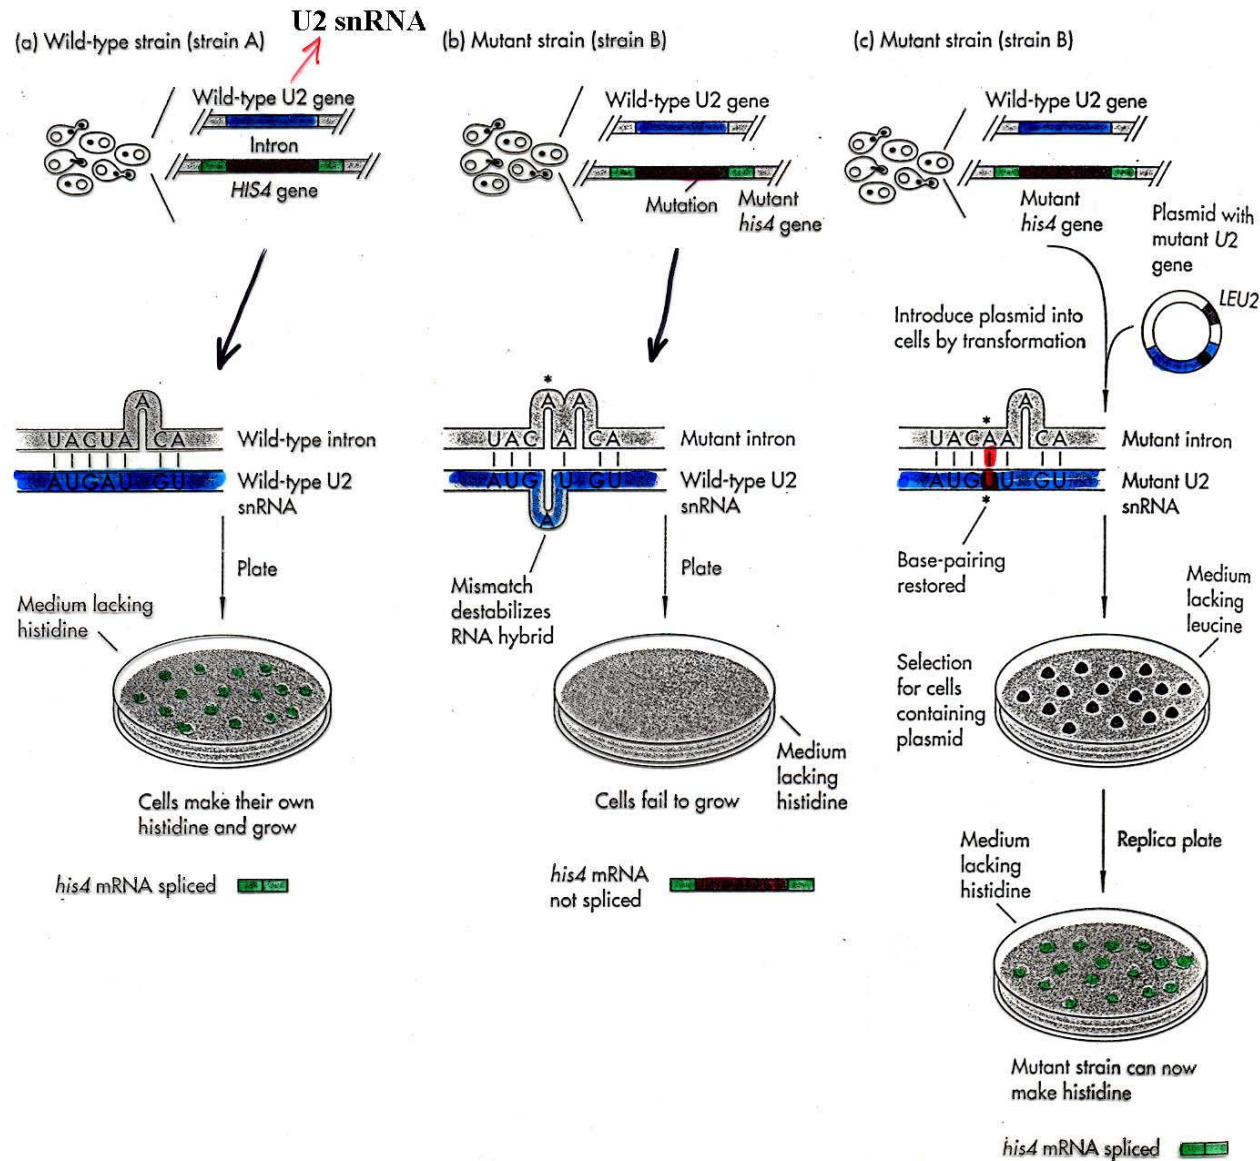 U2 snRNA
(a) Wild-type strain (strain A)
Wild-type U2 gene
Intron
HIS4 gene
UAGUA A CA
Wild-type intron
AUGAU GU
Wild-type U2
snRNA
Plate
Medium lacking
histidine
Cells make their own
histidine and grow
his4 mRNA spliced
(b) Mutant strain (strain B)
Wild-type U2 gene
Mutation
Mutant
his4 gene
*
UAC A A A CA
Mutant intron
AUG A U GU
Wild-type U2
snRNA
Mismatch
destabilizes
RNA hybrid
Plate
Medium
lacking
histidine
Cells fail to grow
his4 mRNA
not spliced
(c) Mutant strain (strain B)
Wild-type U2 gene
Mutant
his4 gene
Plasmid with
mutant U2
gene
LEU2
Introduce plasmid into
cells by transformation
*
UACAA A CA
Mutant intron
AUG U GU
*
Mutant U2
snRNA
Base-pairing
restored
Medium
lacking
leucine
Selection
for cells
containing
plasmid
Replica plate
Medium
lacking
histidine
Mutant strain can now
make histidine
his4 mRNA spliced